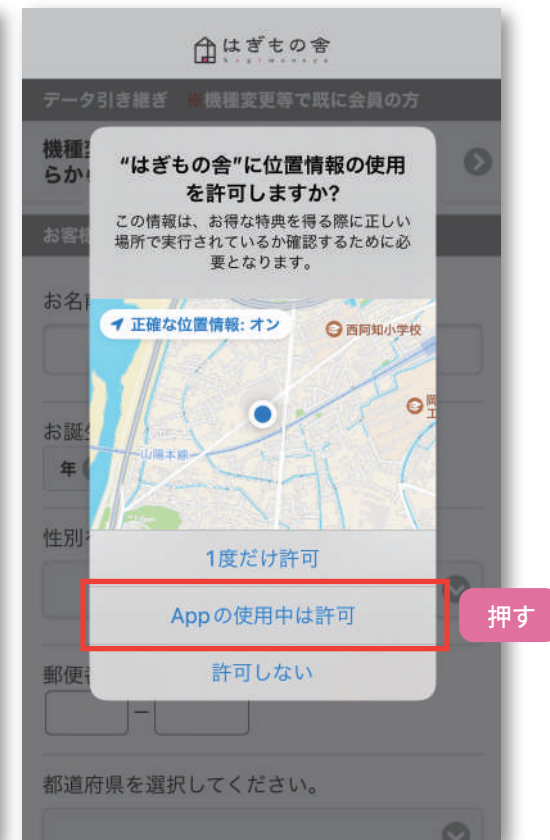 はぎもの舎
hagimonoya
データ引き継ぎ ※機種変更等で既に会員の方
機種
らか
“はぎもの舎”に位置情報の使用
を許可しますか?
この情報は、お得な特典を得る際に正しい
場所で実行されているか確認するために必
要となります。
お客様
お名前
正確な位置情報: オン
西阿知小学校
お誕
山陽本線
年
性別
1度だけ許可
Appの使用中は許可
押す
許可しない
郵便
–
都道府県を選択してください。